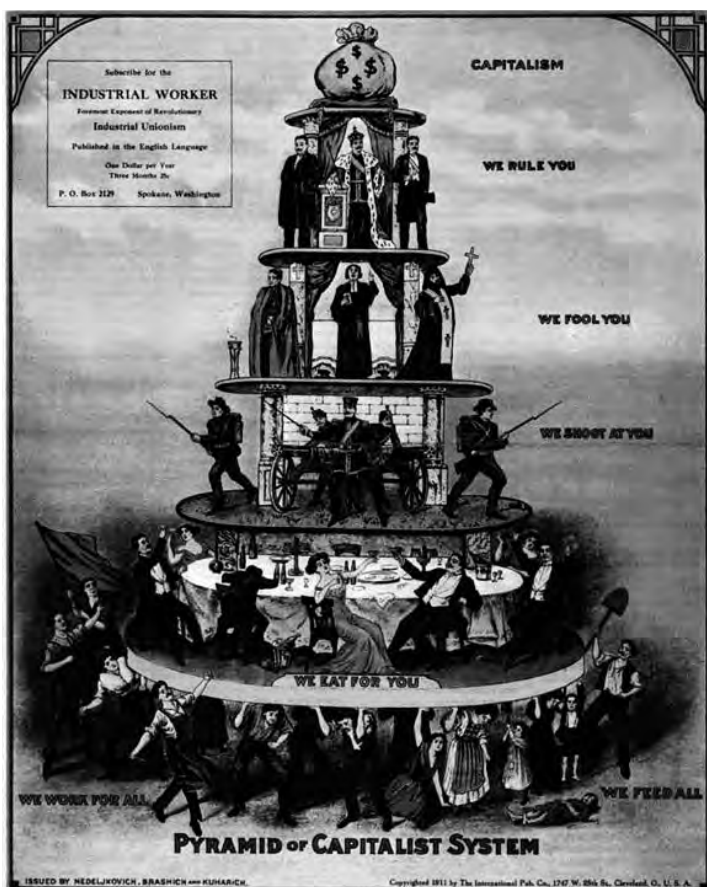 Subscribe for the
INDUSTRIAL WORKER
Foremost Exponent of Revolutionary
Industrial Unionism
Published in the English Language
One Dollar per Year
Three Months 25c
P. O. Box 2129 Spokane, Washington
CAPITALISM
WE RULE YOU
WE FOOL YOU
WE SHOOT AT YOU
WE EAT FOR YOU
WE WORK FOR ALL
WE FEED ALL
PYRAMID OF CAPITALIST SYSTEM
ISSUED BY NEDELJKOVICH, BRASHICH AND KUHARICH.
Copyrighted 1911 by The International Pub. Co., 1747 W. 25th St., Cleveland, O., U. S. A.